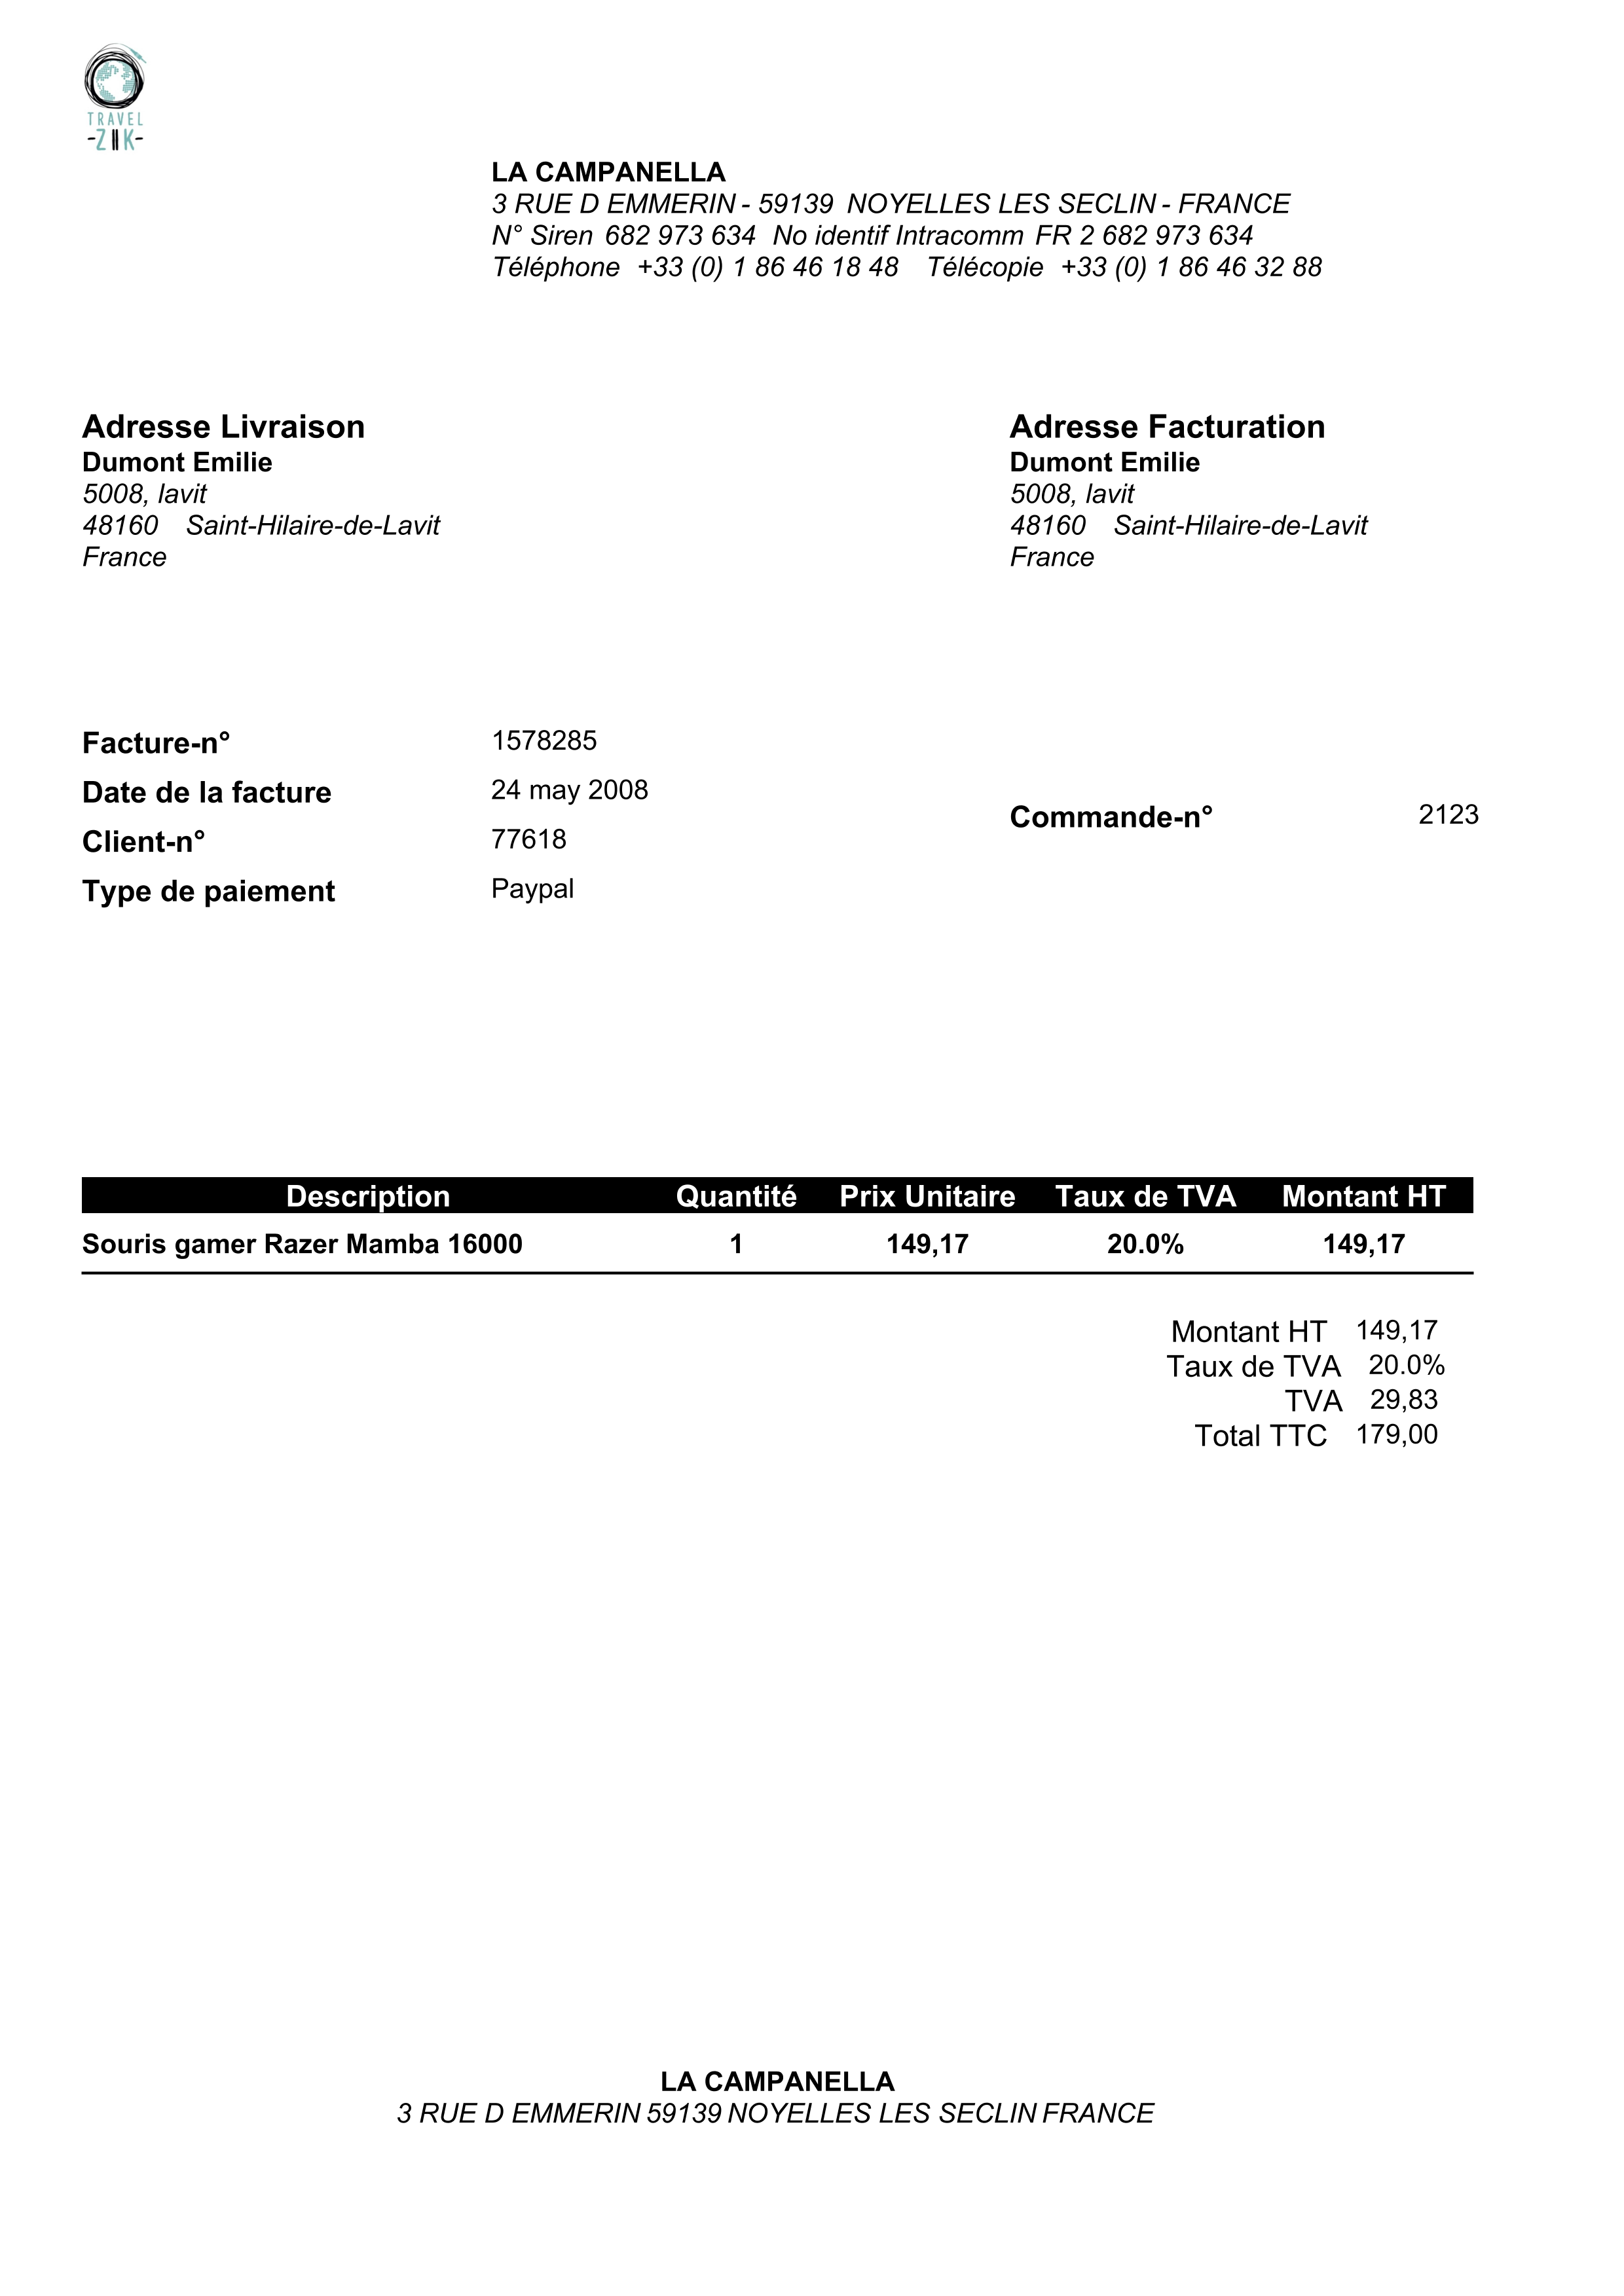 TRAVEL
-ZIIK-
LA CAMPANELLA
3 RUE D EMMERIN - 59139 NOYELLES LES SECLIN - FRANCE
N° Siren 682 973 634 No identif Intracomm FR 2 682 973 634
Téléphone +33 (0) 1 86 46 18 48 Télécopie +33 (0) 1 86 46 32 88
Adresse Livraison
Dumont Emilie
5008, lavit
48160 Saint-Hilaire-de-Lavit
France
Adresse Facturation
Dumont Emilie
5008, lavit
48160 Saint-Hilaire-de-Lavit
France
Facture-n° 1578285
Date de la facture 24 may 2008
Client-n° 77618
Type de paiement Paypal
Commande-n° 2123
Description Quantité Prix Unitaire Taux de TVA Montant HT
Souris gamer Razer Mamba 16000 1 149,17 20.0% 149,17
Montant HT 149,17
Taux de TVA 20.0%
TVA 29,83
Total TTC 179,00
LA CAMPANELLA
3 RUE D EMMERIN 59139 NOYELLES LES SECLIN FRANCE